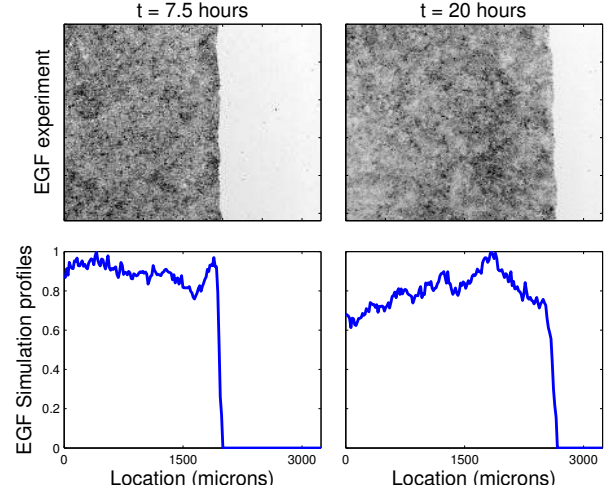 t = 7.5 hours
t = 20 hours
EGF experiment
EGF Simulation profiles
1
0.8
0.6
0.4
0.2
0
0 1500 3000
0 1500 3000
Location (microns)
Location (microns)